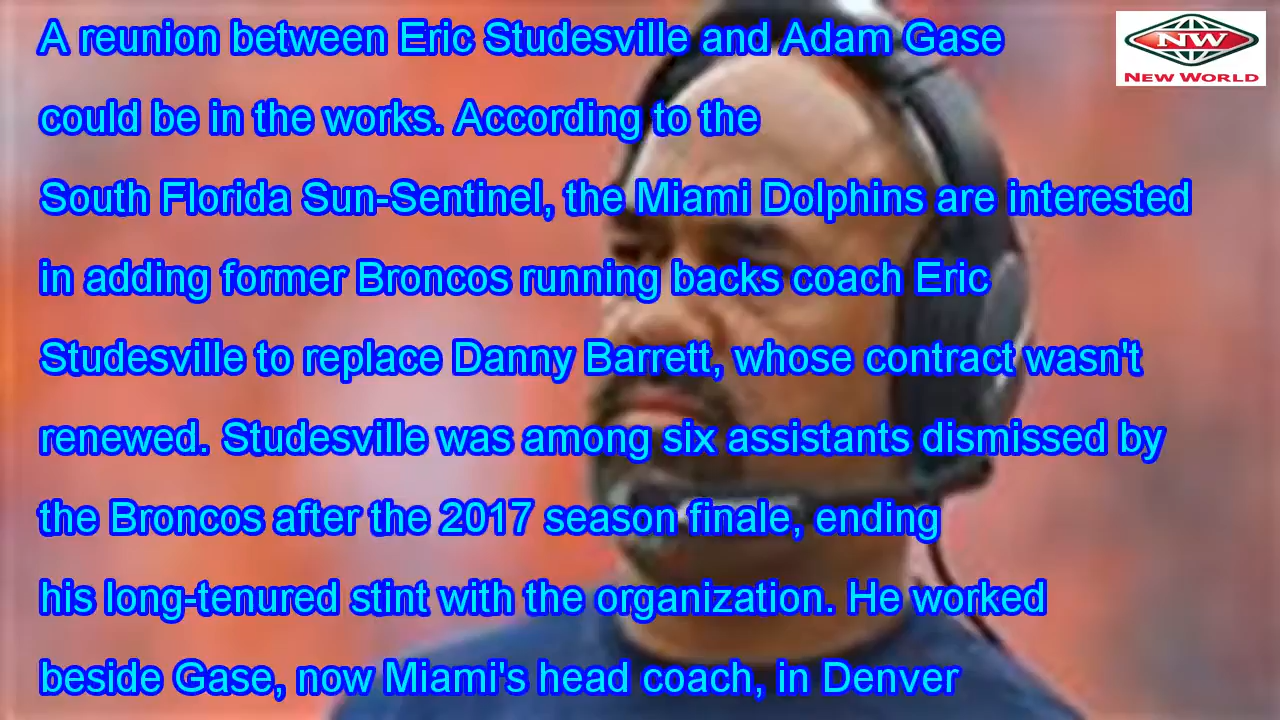 A reunion between Eric Studesville and Adam Gase
could be in the works. According to the
South Florida Sun-Sentinel, the Miami Dolphins are interested
in adding former Broncos running backs coach Eric
Studesville to replace Danny Barrett, whose contract wasn't
renewed. Studesville was among six assistants dismissed by
the Broncos after the 2017 season finale, ending
his long-tenured stint with the organization. He worked
beside Gase, now Miami's head coach, in Denver
NW
NW
NEW WORLD